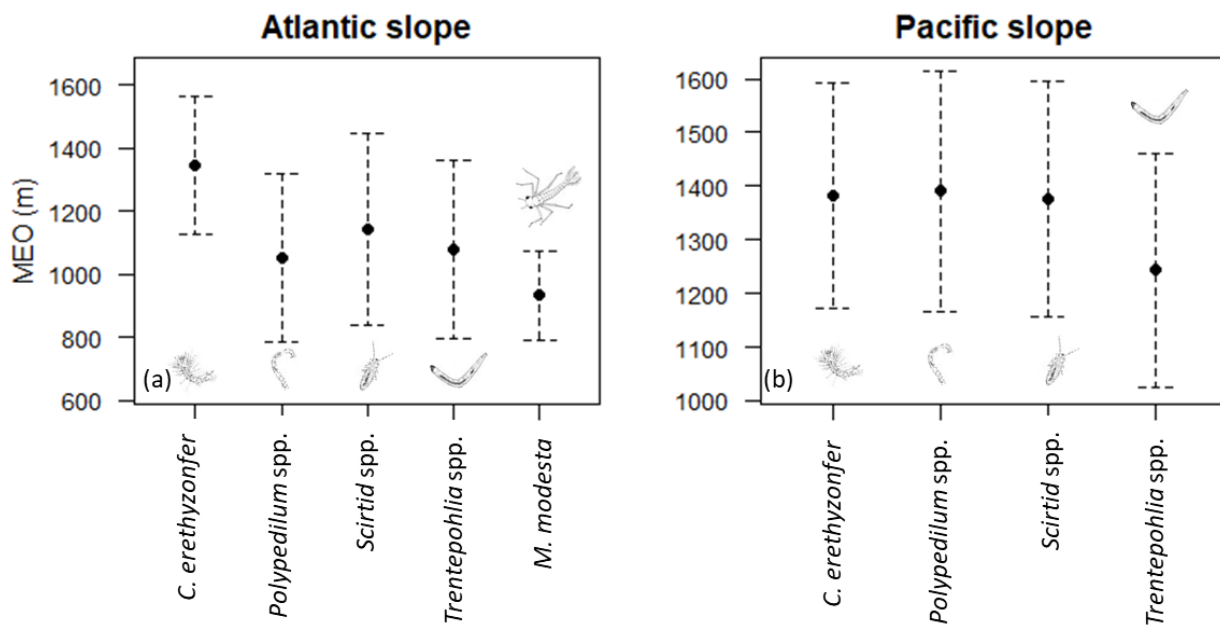 Atlantic slope
MEO (m)
1600
1400
1200
1000
800
600
(a)
C. erethyzonfer
Polypedilum spp.
Scirtid spp.
Trentepohlia spp.
M. modesta
Pacific slope
1600
1500
1400
1300
1200
1100
1000
(b)
C. erethyzonfer
Polypedilum spp.
Scirtid spp.
Trentepohlia spp.